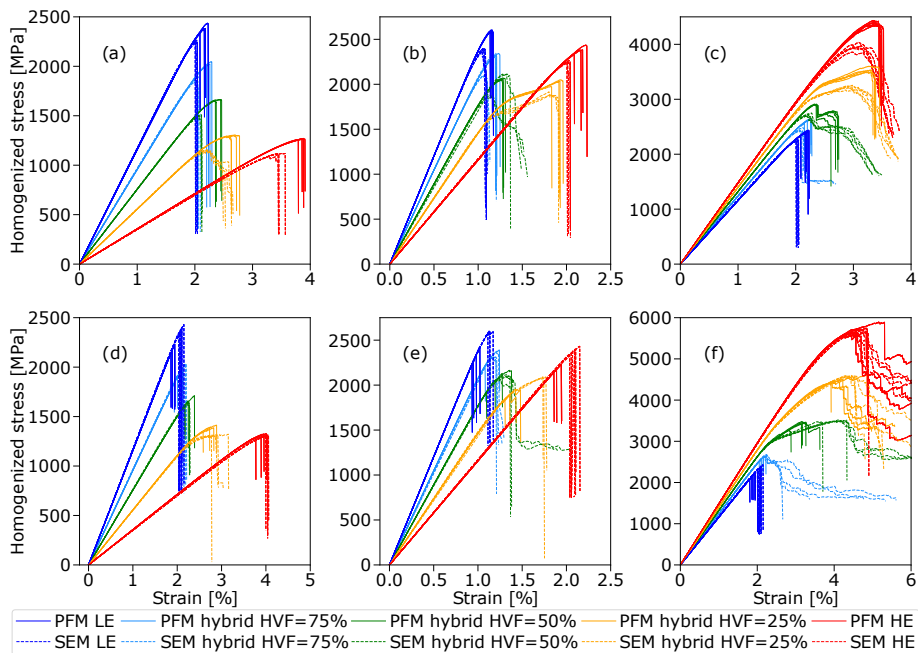 (a)
(b)
(c)
Homogenized stress [MPa]
2500
2000
1500
1000
500
0
0 1 2 3 4
2500
2000
1500
1000
500
0
0.0 0.5 1.0 1.5 2.0 2.5
4000
3000
2000
1000
0
0 1 2 3 4
(d)
(e)
(f)
Homogenized stress [MPa]
2500
2000
1500
1000
500
0
0 1 2 3 4 5
Strain [%]
2500
2000
1500
1000
500
0
0.0 0.5 1.0 1.5 2.0 2.5
Strain [%]
6000
5000
4000
3000
2000
1000
0
0 2 4 6
Strain [%]
PFM LE PFM hybrid HVF=75% PFM hybrid HVF=50% PFM hybrid HVF=25% PFM HE
SEM LE SEM hybrid HVF=75% SEM hybrid HVF=50% SEM hybrid HVF=25% SEM HE